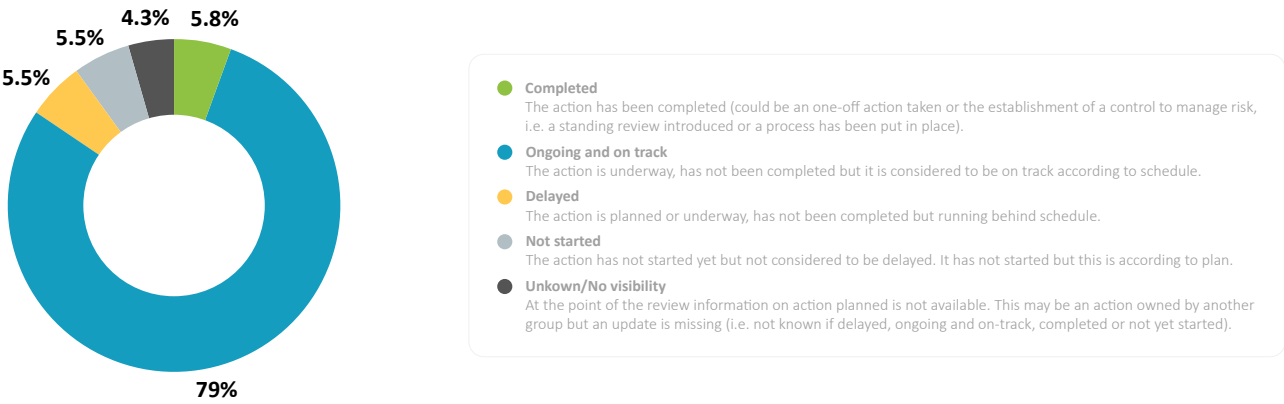 4.3%
5.8%
5.5%
5.5%
79%
Completed
The action has been completed (could be an one-off action taken or the establishment of a control to manage risk,
i.e. a standing review introduced or a process has been put in place).
Ongoing and on track
The action is underway, has not been completed but it is considered to be on track according to schedule.
Delayed
The action is planned or underway, has not been completed but running behind schedule.
Not started
The action has not started yet but not considered to be delayed. It has not started but this is according to plan.
Unkown/No visibility
At the point of the review information on action planned is not available. This may be an action owned by another
group but an update is missing (i.e. not known if delayed, ongoing and on-track, completed or not yet started).